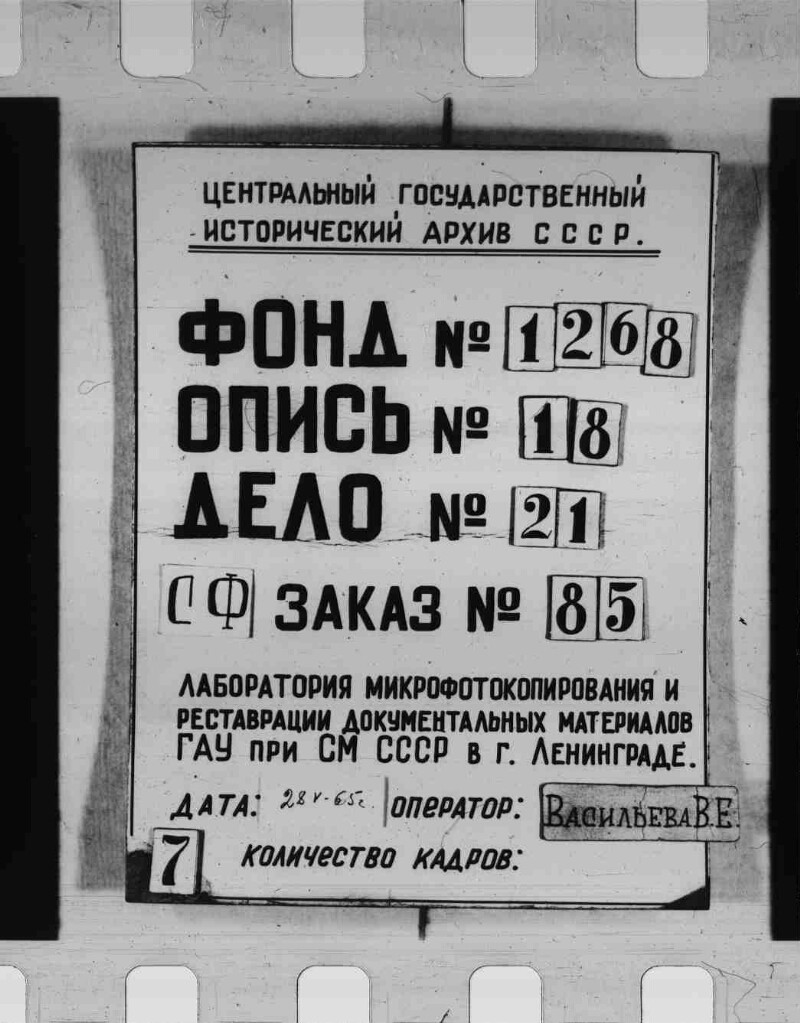 ЦЕНТРАЛЬНЫЙ ГОСУДАРСТВЕННЫЙ
ИСТОРИЧЕСКИЙ АРХИВ СССР.
ФОНД № 1268
ОПИСЬ № 18
ДЕЛО № 21
СФ ЗАКАЗ № 85
ЛАБОРАТОРИЯ МИКРОФОТОКОПИРОВАНИЯ И
РЕСТАВРАЦИИ ДОКУМЕНТАЛЬНЫХ МАТЕРИАЛОВ
ГАУ ПРИ СМ СССР В Г. ЛЕНИНГРАДЕ.
ДАТА: 28 V-65г. ОПЕРАТОР: ВАСИЛЬЕВА В.Е.
7 КОЛИЧЕСТВО КАДРОВ: